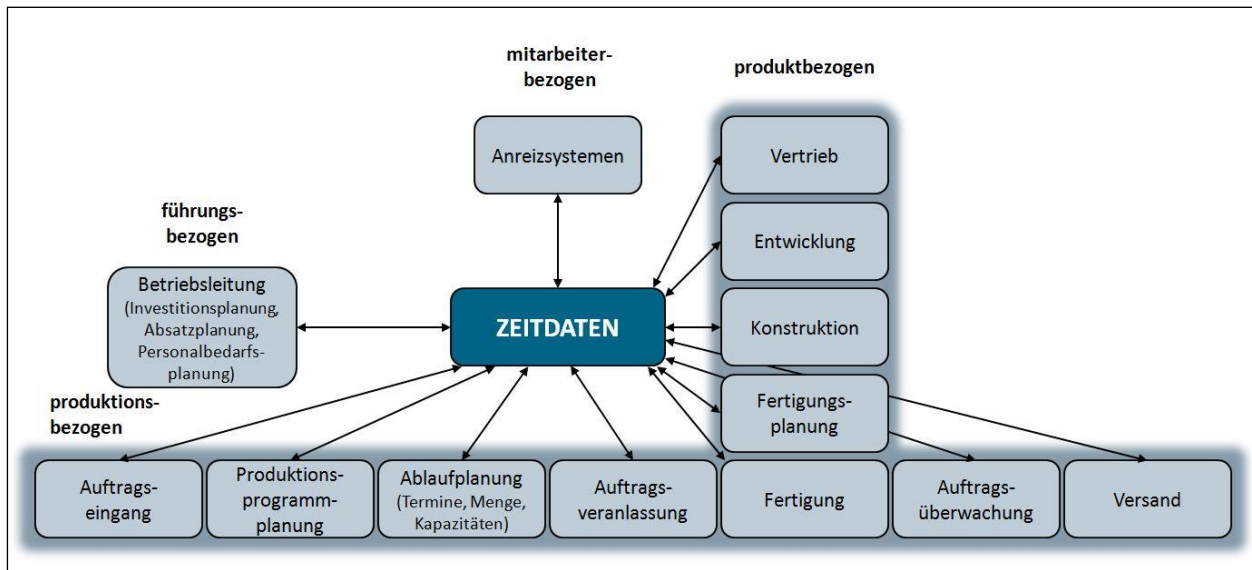 mitarbeiter-
bezogen
produktbezogen
Anreizsystemen
Vertrieb
führungs-
bezogen
Entwicklung
Betriebsleitung
(Investitionsplanung,
Absatzplanung,
Personalbedarfs-
planung)
ZEITDATEN
Konstruktion
Fertigungs-
planung
produktions-
bezogen
Auftrags-
eingang
Produktions-
programm-
planung
Ablaufplanung
(Termine, Menge,
Kapazitäten)
Auftrags-
veranlassung
Fertigung
Auftrags-
überwachung
Versand